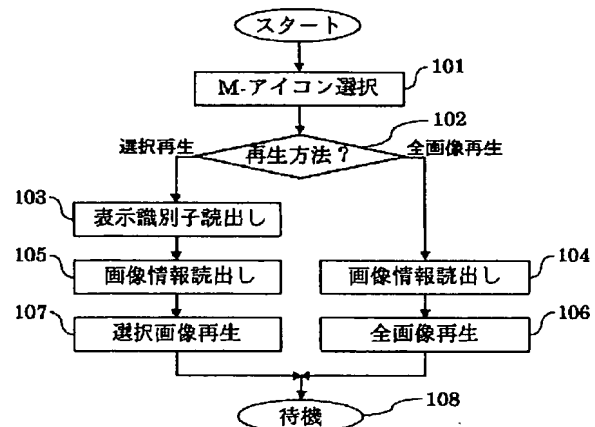 スタート
101
M-アイコン選択
102
選択再生
再生方法？
全画像再生
103
表示識別子読出し
105
画像情報読出し
画像情報読出し
104
107
選択画像再生
全画像再生
106
108
待機